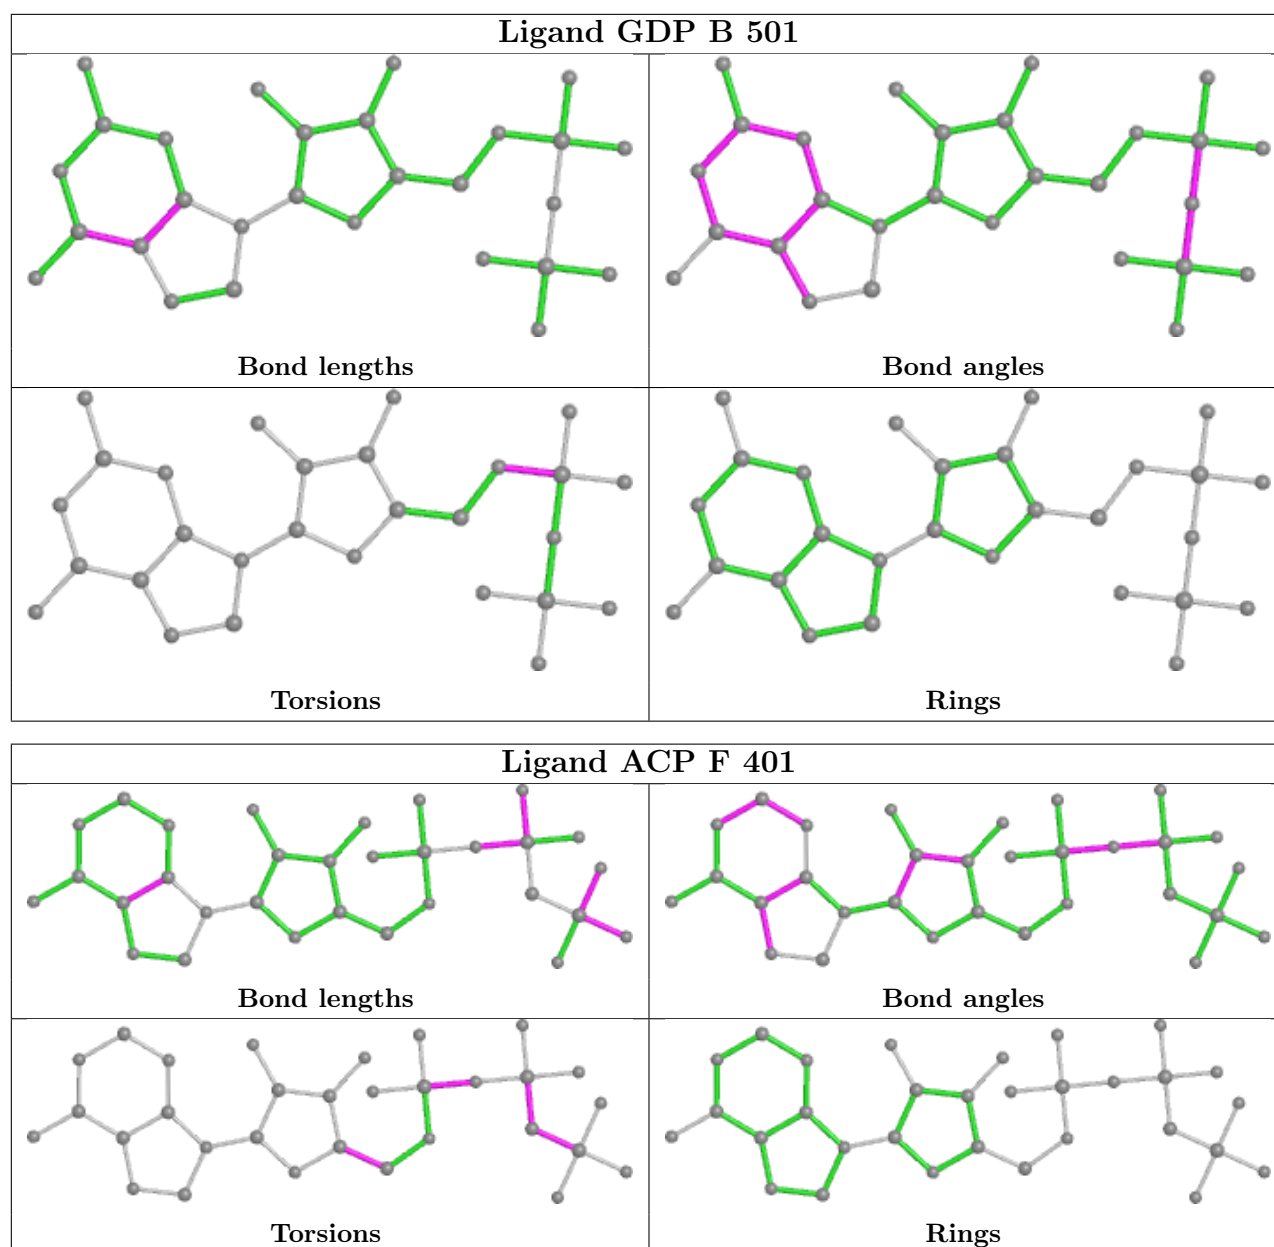 Ligand GDP B 501
Bond lengths
Bond angles
Torsions
Rings
Ligand ACP F 401
Bond lengths
Bond angles
Torsions
Rings